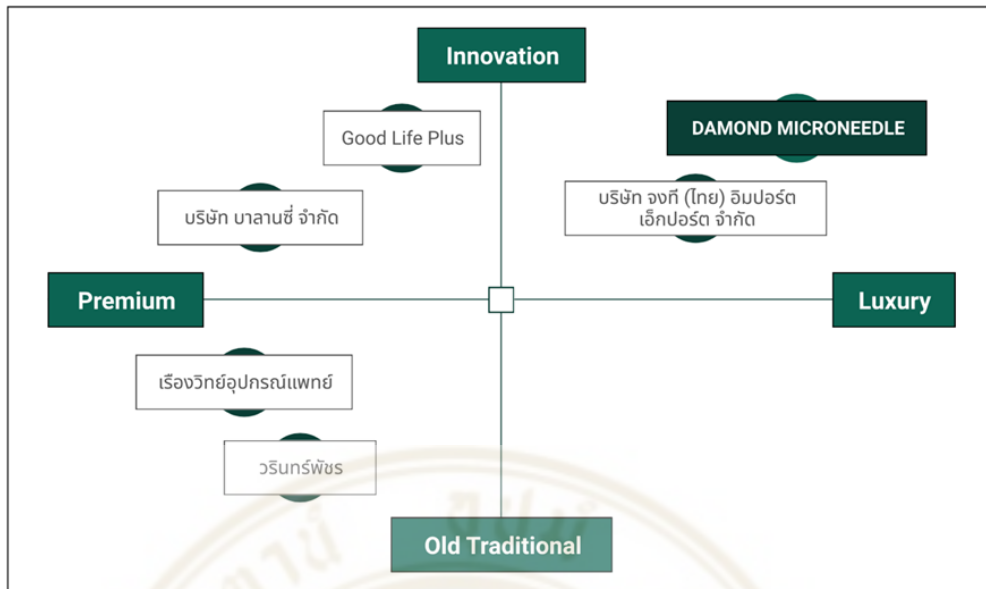 Innovation
DAMOND MICRONEEDLE
Good Life Plus
บริษัท จงที (ไทย) อิมปอร์ต
เอ็กปอร์ต จำกัด
บริษัท บาลานซี่ จำกัด
Premium
Luxury
เรืองวิทย์อุปกรณ์แพทย์
วรินทร์พัชร
Old Traditional